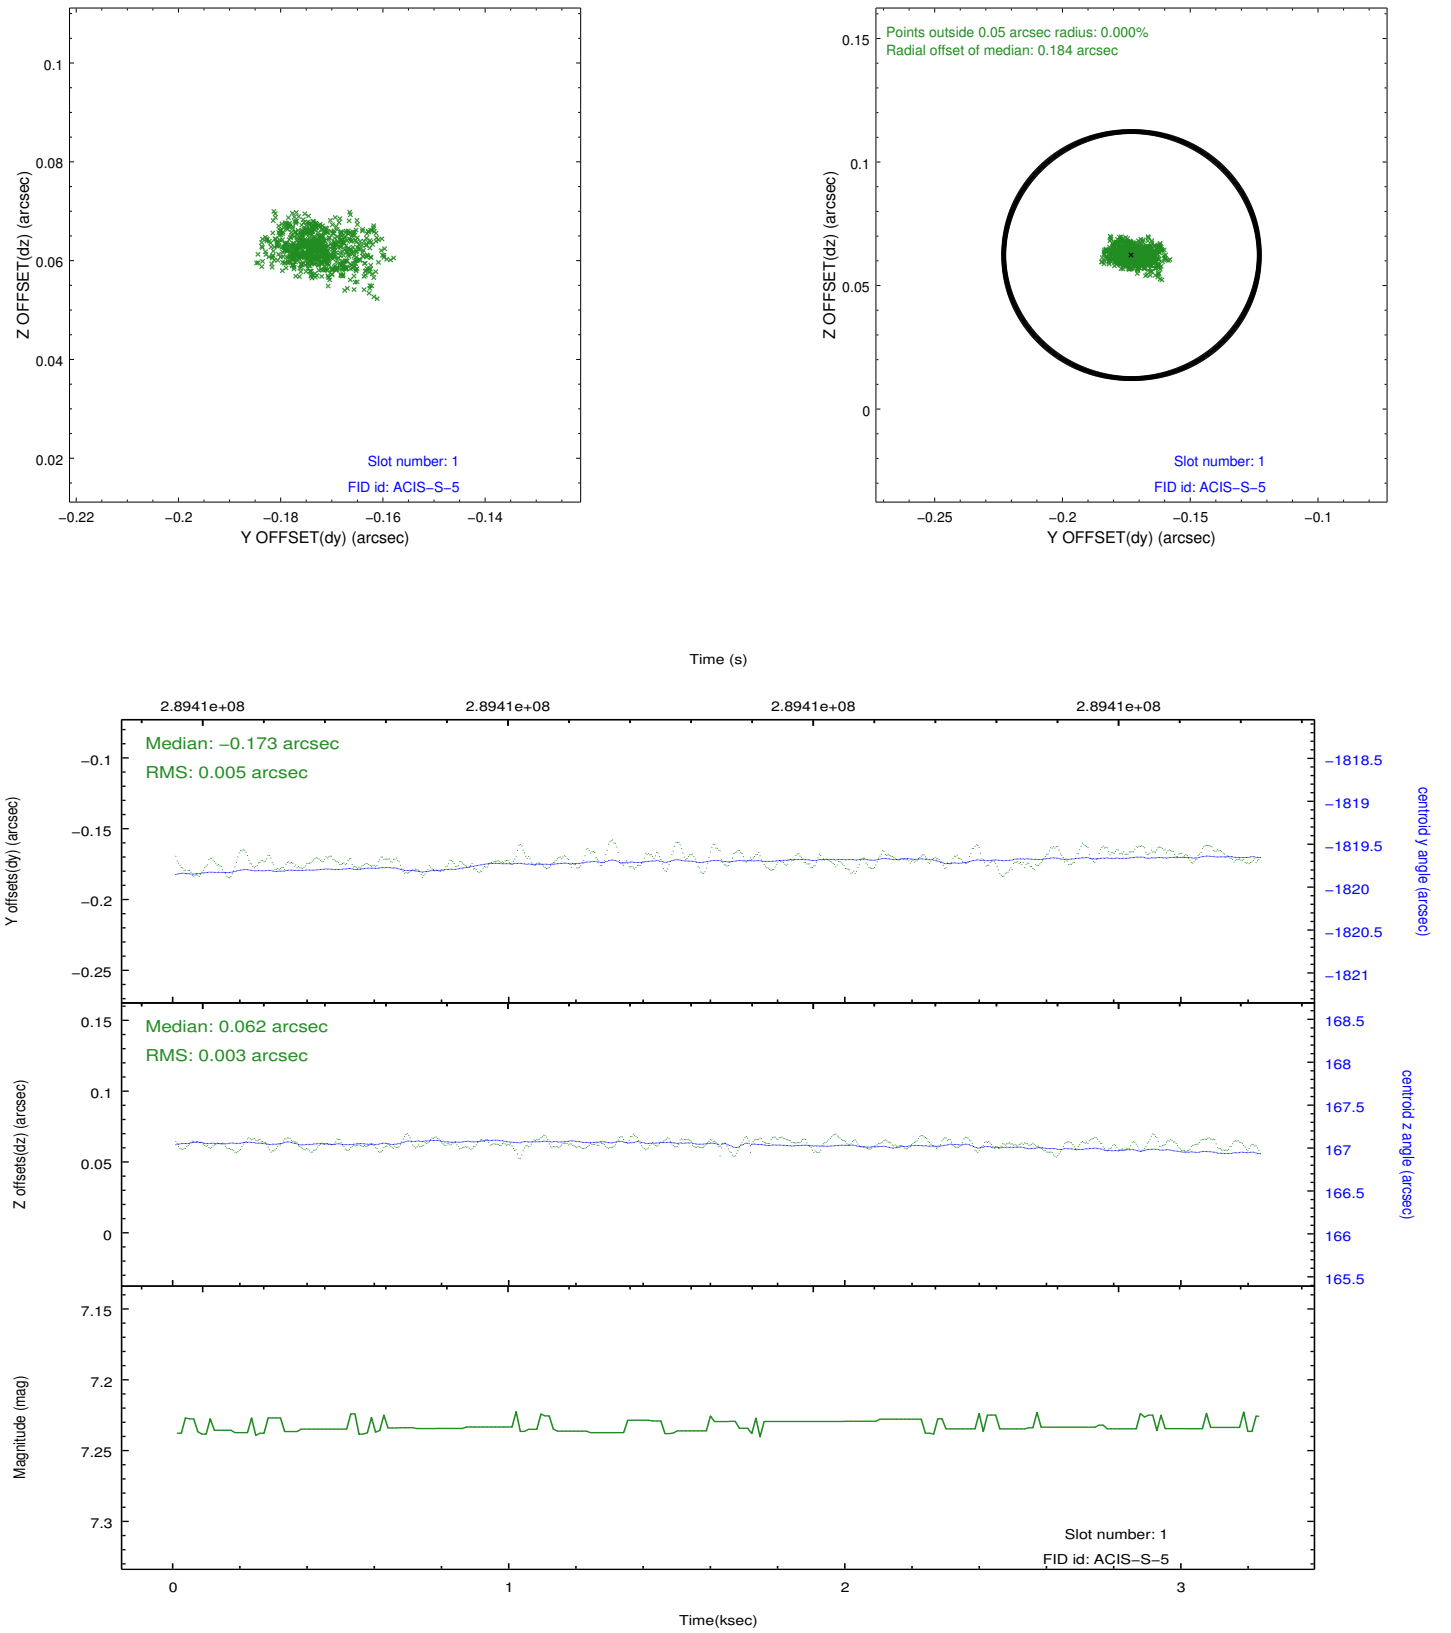 0.1
0.08
0.06
0.04
0.02
Z OFFSET(dz) (arcsec)
−0.22
−0.2
−0.18
−0.16
−0.14
Y OFFSET(dy) (arcsec)
Slot number: 1
FID id: ACIS−S−5
Points outside 0.05 arcsec radius: 0.000%
Radial offset of median: 0.184 arcsec
0.15
0.1
0.05
0
Z OFFSET(dz) (arcsec)
−0.25
−0.2
−0.15
−0.1
Y OFFSET(dy) (arcsec)
Slot number: 1
FID id: ACIS−S−5
Time (s)
2.8941e+08
2.8941e+08
2.8941e+08
2.8941e+08
Median: −0.173 arcsec
RMS: 0.005 arcsec
−0.1
−0.15
−0.2
−0.25
Y offsets(dy) (arcsec)
−1818.5
−1819
−1819.5
−1820
−1820.5
−1821
centroid y angle (arcsec)
Median: 0.062 arcsec
RMS: 0.003 arcsec
0.15
0.1
0.05
0
Z offsets(dz) (arcsec)
168.5
168
167.5
167
166.5
166
165.5
centroid z angle (arcsec)
7.15
7.2
7.25
7.3
Magnitude (mag)
Slot number: 1
FID id: ACIS−S−5
0
1
2
3
Time(ksec)